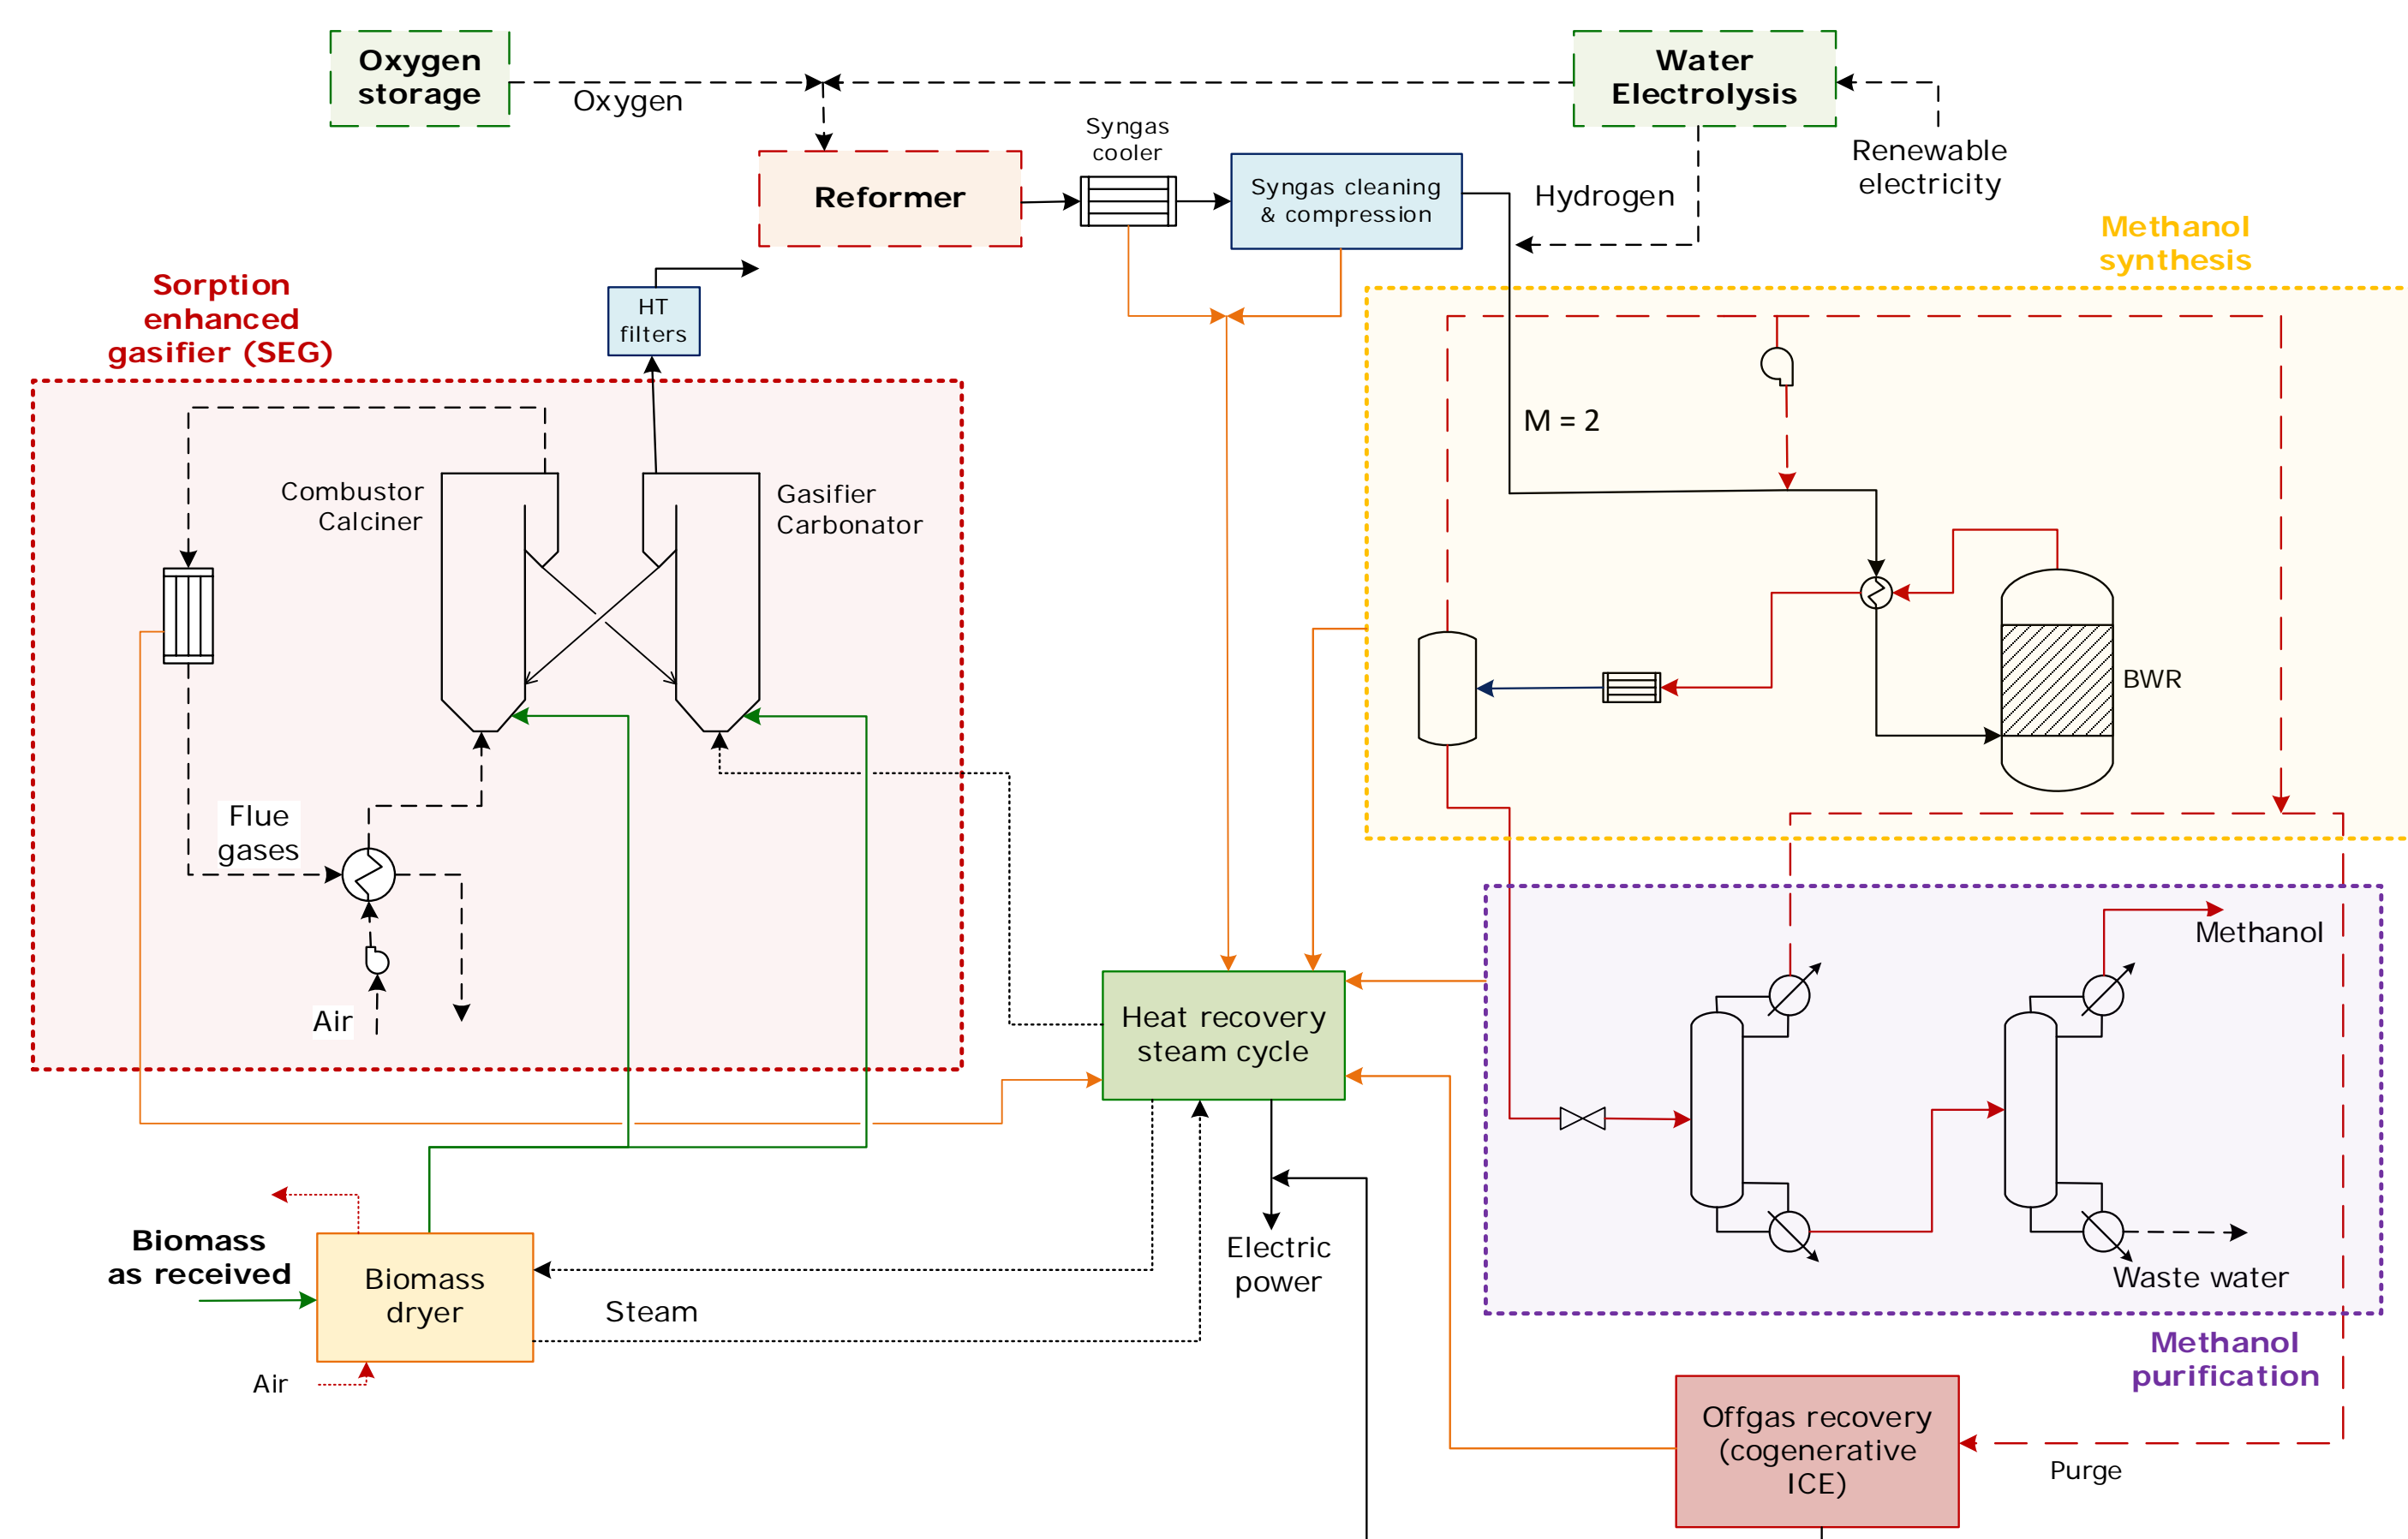 Oxygen
storage
Oxygen
Water
Electrolysis
Renewable
electricity
Syngas
cooler
Reformer
Syngas cleaning
& compression
Hydrogen
Methanol
synthesis
Sorption
enhanced
gasifier (SEG)
HT
filters
M = 2
Combustor
Calciner
Gasifier
Carbonator
BWR
Flue
gases
Air
Methanol
Heat recovery
steam cycle
Biomass
as received
Biomass
dryer
Steam
Air
Electric
power
Waste water
Methanol
purification
Offgas recovery
(cogenerative
ICE)
Purge